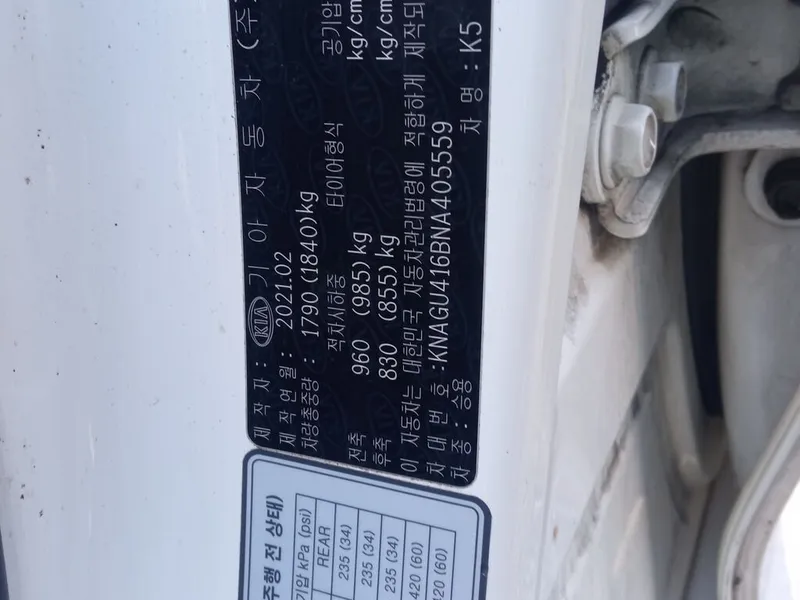 제 작 자 : KIA 기 아 자 동 차 (주)
제 작 연 월 : 2021.02
차량총중량 : 1790 (1840)kg
적차시하중 타이어형식 공기압
전축 960 (985)kg kg/cm
후축 830 (855)kg kg/cm
이 자동차는 대한민국 자동차관리법령에 적합하게 제작되
차 대 번 호 :KNAGU416BNA405559
차 종 : 승용 차 명 : K5
주행 전 상태)
기압 kPa (psi)
REAR
235 (34)
235 (34)
235 (34)
420 (60)
420 (60)